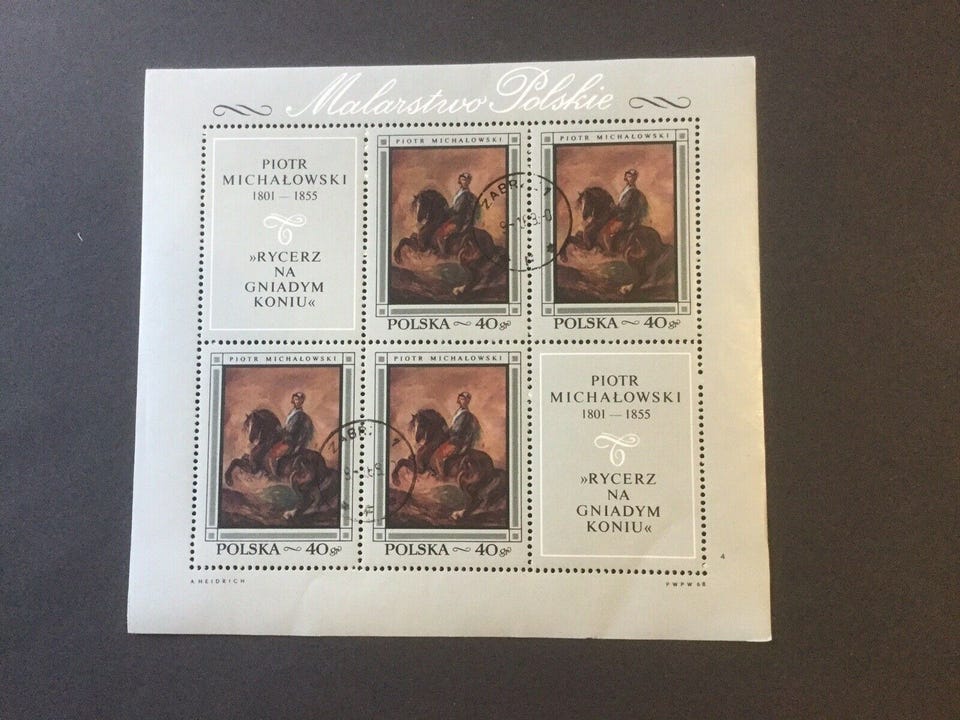 Malarstwo Polskie
PIOTR
MICHAŁOWSKI
1801 — 1855
»RYCERZ
NA
GNIADYM
KONIU«
PIOTR MICHAŁOWSKI
POLSKA 40 gr
PIOTR MICHAŁOWSKI
POLSKA 40 gr
PIOTR MICHAŁOWSKI
POLSKA 40 gr
PIOTR MICHAŁOWSKI
POLSKA 40 gr
PIOTR
MICHAŁOWSKI
1801 — 1855
»RYCERZ
NA
GNIADYM
KONIU«
4
A.HEIDRICH
PWPW 68